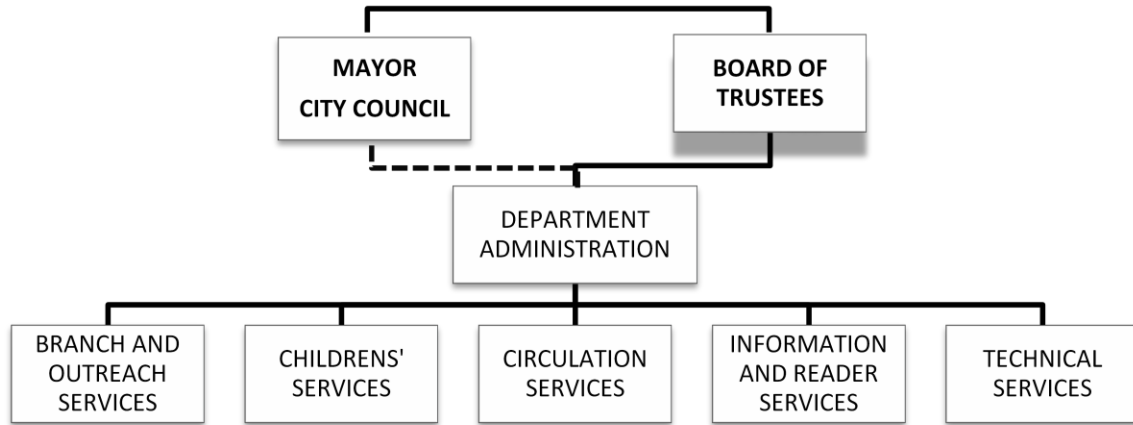 MAYOR
CITY COUNCIL
BOARD OF
TRUSTEES
DEPARTMENT
ADMINISTRATION
BRANCH AND
OUTREACH
SERVICES
CHILDRENS'
SERVICES
CIRCULATION
SERVICES
INFORMATION
AND READER
SERVICES
TECHNICAL
SERVICES